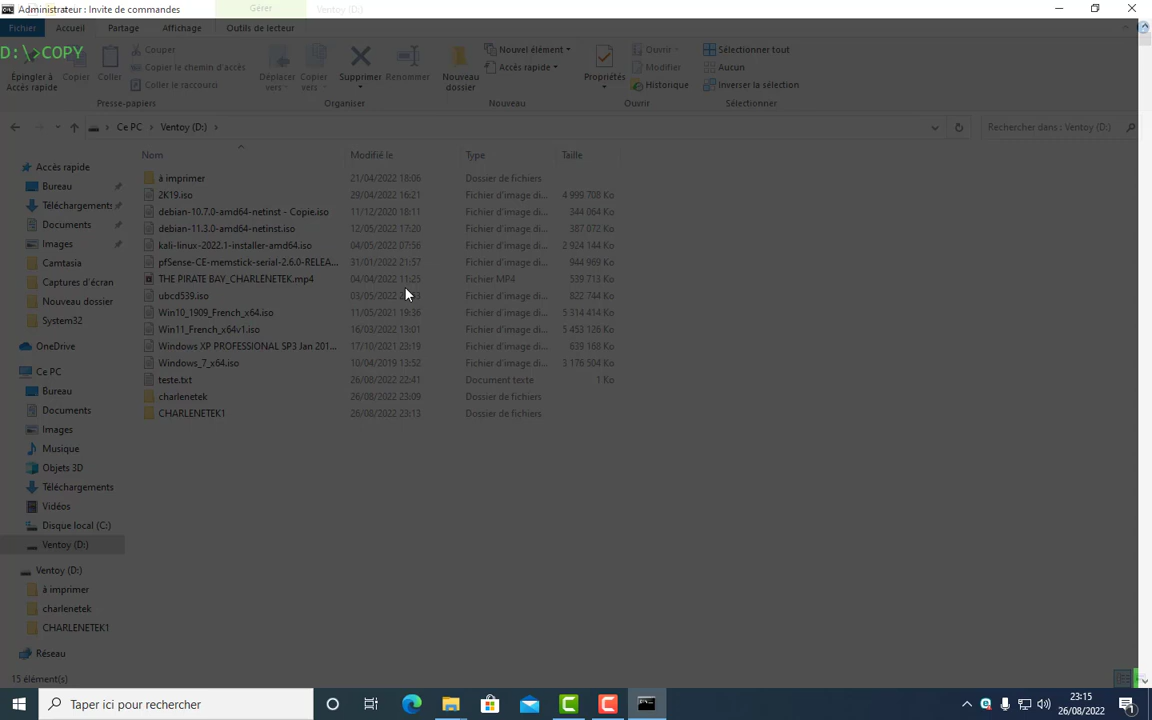 Administrateur : Invite de commandes
Gérer
Ventoy (D:)
Fichier
Accueil
Partage
Affichage
Outils de lecteur
D:\>COPY
Épingler à
Accès rapide
Copier
Coller
Couper
Copier le chemin d'accès
Coller le raccourci
Déplacer
vers
Copier
vers
Supprimer
Renommer
Nouveau
dossier
Nouvel élément
Accès rapide
Propriétés
Ouvrir
Modifier
Historique
Sélectionner tout
Aucun
Inverser la sélection
Presse-papiers
Organiser
Nouveau
Ouvrir
Sélectionner
Ce PC > Ventoy (D:) >
Rechercher dans : Ventoy (D:)
Nom Modifié le Type Taille
à imprimer 21/04/2022 18:06 Dossier de fichiers
2K19.iso 29/04/2022 16:21 Fichier d'image di... 4 999 708 Ko
debian-10.7.0-amd64-netinst - Copie.iso 11/12/2020 18:11 Fichier d'image di... 344 064 Ko
debian-11.3.0-amd64-netinst.iso 12/05/2022 17:20 Fichier d'image di... 387 072 Ko
kali-linux-2022.1-installer-amd64.iso 04/05/2022 07:56 Fichier d'image di... 2 924 144 Ko
pfSense-CE-memstick-serial-2.6.0-RELEA... 31/01/2022 21:57 Fichier d'image di... 944 969 Ko
THE PIRATE BAY_CHARLENETEK.mp4 04/04/2022 11:25 Fichier MP4 539 713 Ko
ubcd539.iso 03/05/2022 Fichier d'image di... 822 744 Ko
Win10_1909_French_x64.iso 11/05/2021 19:36 Fichier d'image di... 5 314 414 Ko
Win11_French_x64v1.iso 16/03/2022 13:01 Fichier d'image di... 5 453 126 Ko
Windows XP PROFESSIONAL SP3 Jan 201... 17/10/2021 23:19 Fichier d'image di... 639 168 Ko
Windows_7_x64.iso 10/04/2019 13:52 Fichier d'image di... 3 176 504 Ko
teste.txt 26/08/2022 22:41 Document texte 1 Ko
charlenetek 26/08/2022 23:09 Dossier de fichiers
CHARLENETEK1 26/08/2022 23:13 Dossier de fichiers
Accès rapide
Bureau
Téléchargements
Documents
Images
Camtasia
Captures d'écran
Nouveau dossier
System32
OneDrive
Ce PC
Bureau
Documents
Images
Musique
Objets 3D
Téléchargements
Vidéos
Disque local (C:)
Ventoy (D:)
Ventoy (D:)
à imprimer
charlenetek
CHARLENETEK1
Réseau
15 élément(s)
Taper ici pour rechercher
23:15
26/08/2022
1